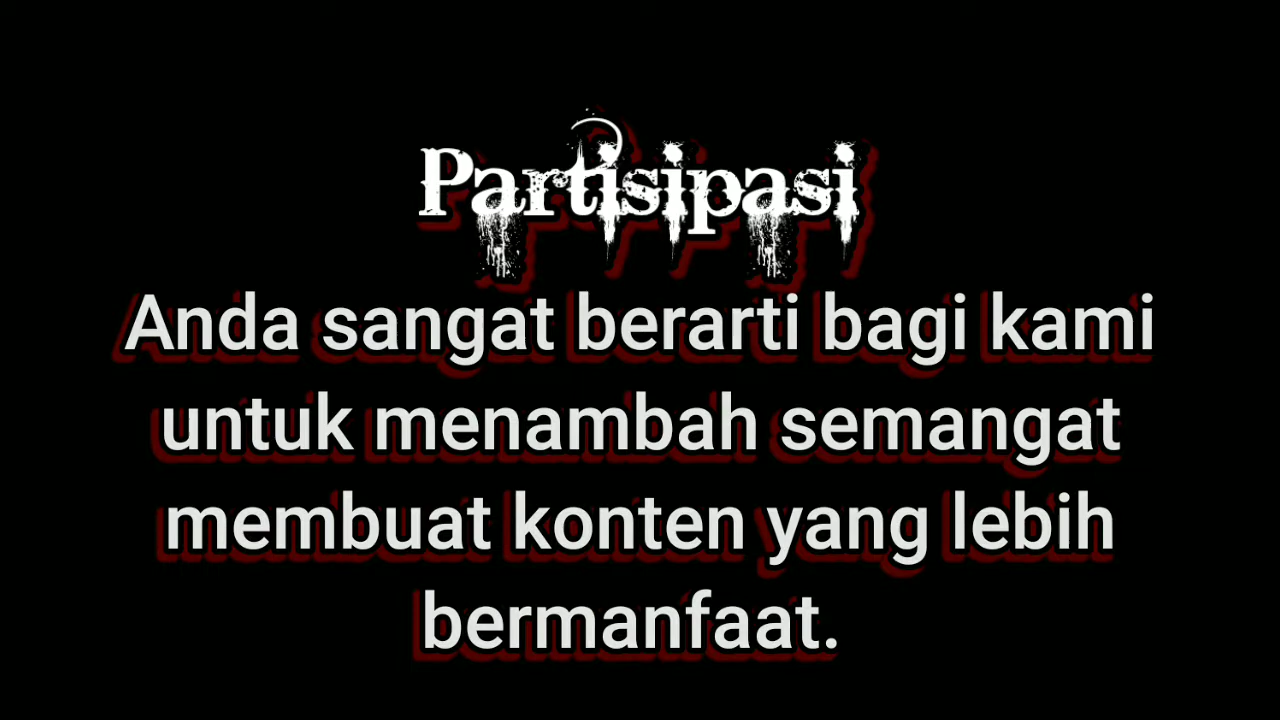 Partisipasi
Anda sangat berarti bagi kami
untuk menambah semangat
membuat konten yang lebih
bermanfaat.